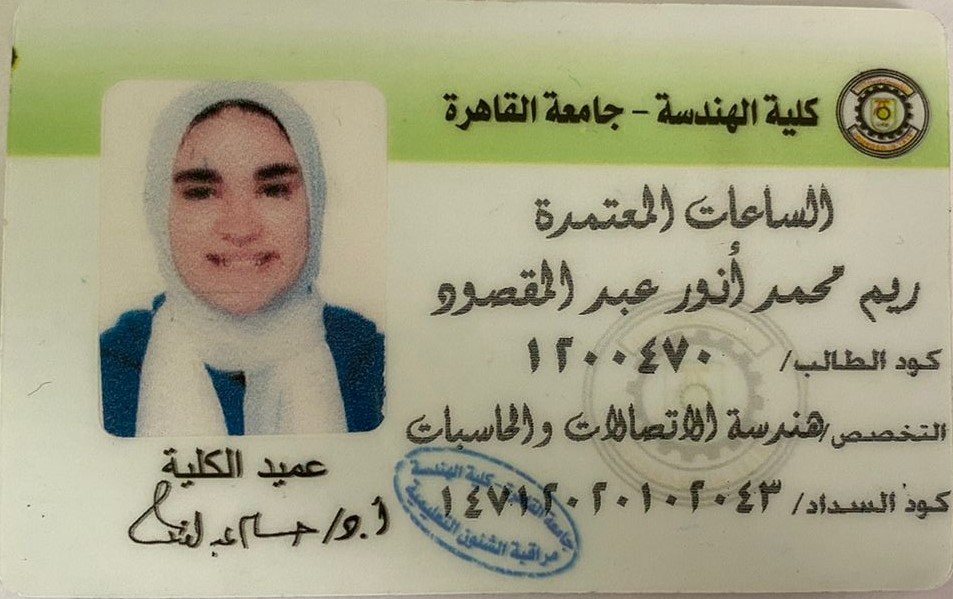 كلية الهندسة - جامعة القاهرة
الساعات المعتمدة
ريم محمد أنور عبد المقصود
كود الطالب/ ١٢٠٠٤٧٠
التخصص/هندسة الاتصالات والحاسبات
كود السداد/ ١٤٧١٢٠٢٠١٠٢٠٤٣
عميد الكلية
أ.د/ حسام عبد الفتاح
جامعة القاهرة - كلية الهندسة
مراقبة الشئون التعليمية